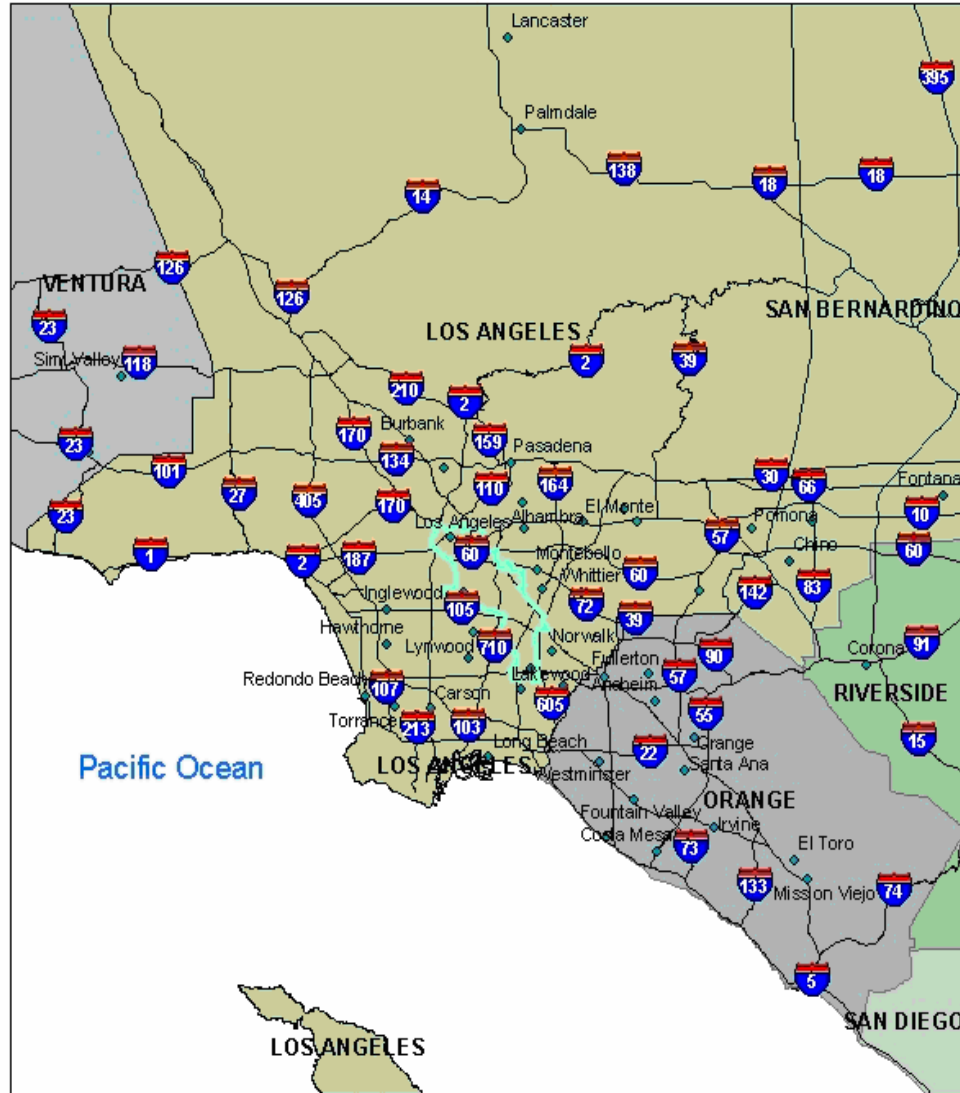 Lancaster
395
Palmdale
138
18
18
14
126
VENTURA
126
SAN BERNARDINO
23
LOS ANGELES
Simi Valley
118
2
39
210
2
Burbank
170
159
23
Pasadena
134
101
30
164
66
27
405
110
Fontana
170
23
Alhambra
El Monte
10
Los Angeles
57
Pomona
1
2
187
60
Montebello
60
Chino
Whittier
60
83
Inglewood
142
105
72
39
Hawthorne
710
Norwalk
91
Lynwood
90
Corona
Fullerton
Redondo Beach
107
Lakewood
57
Anaheim
RIVERSIDE
Carson
605
55
Torrance
213
103
15
Long Beach
22
Orange
Pacific Ocean
LOS ANGELES
Westminster
Santa Ana
ORANGE
Fountain Valley
Irvine
Costa Mesa
73
El Toro
133
Mission Viejo
74
5
SAN DIEGO
LOS ANGELES